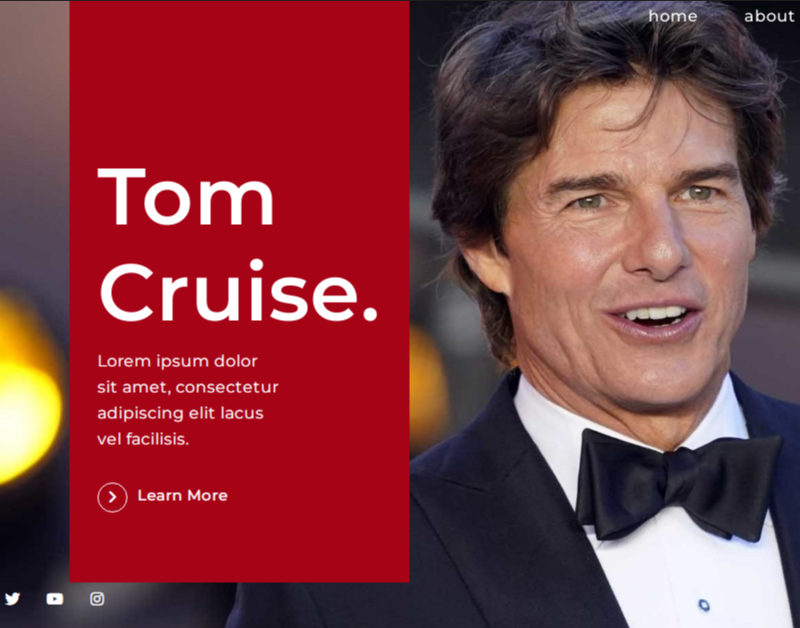 home about
Tom
Cruise.
Lorem ipsum dolor
sit amet, consectetur
adipiscing elit lacus
vel facilisis.
Learn More